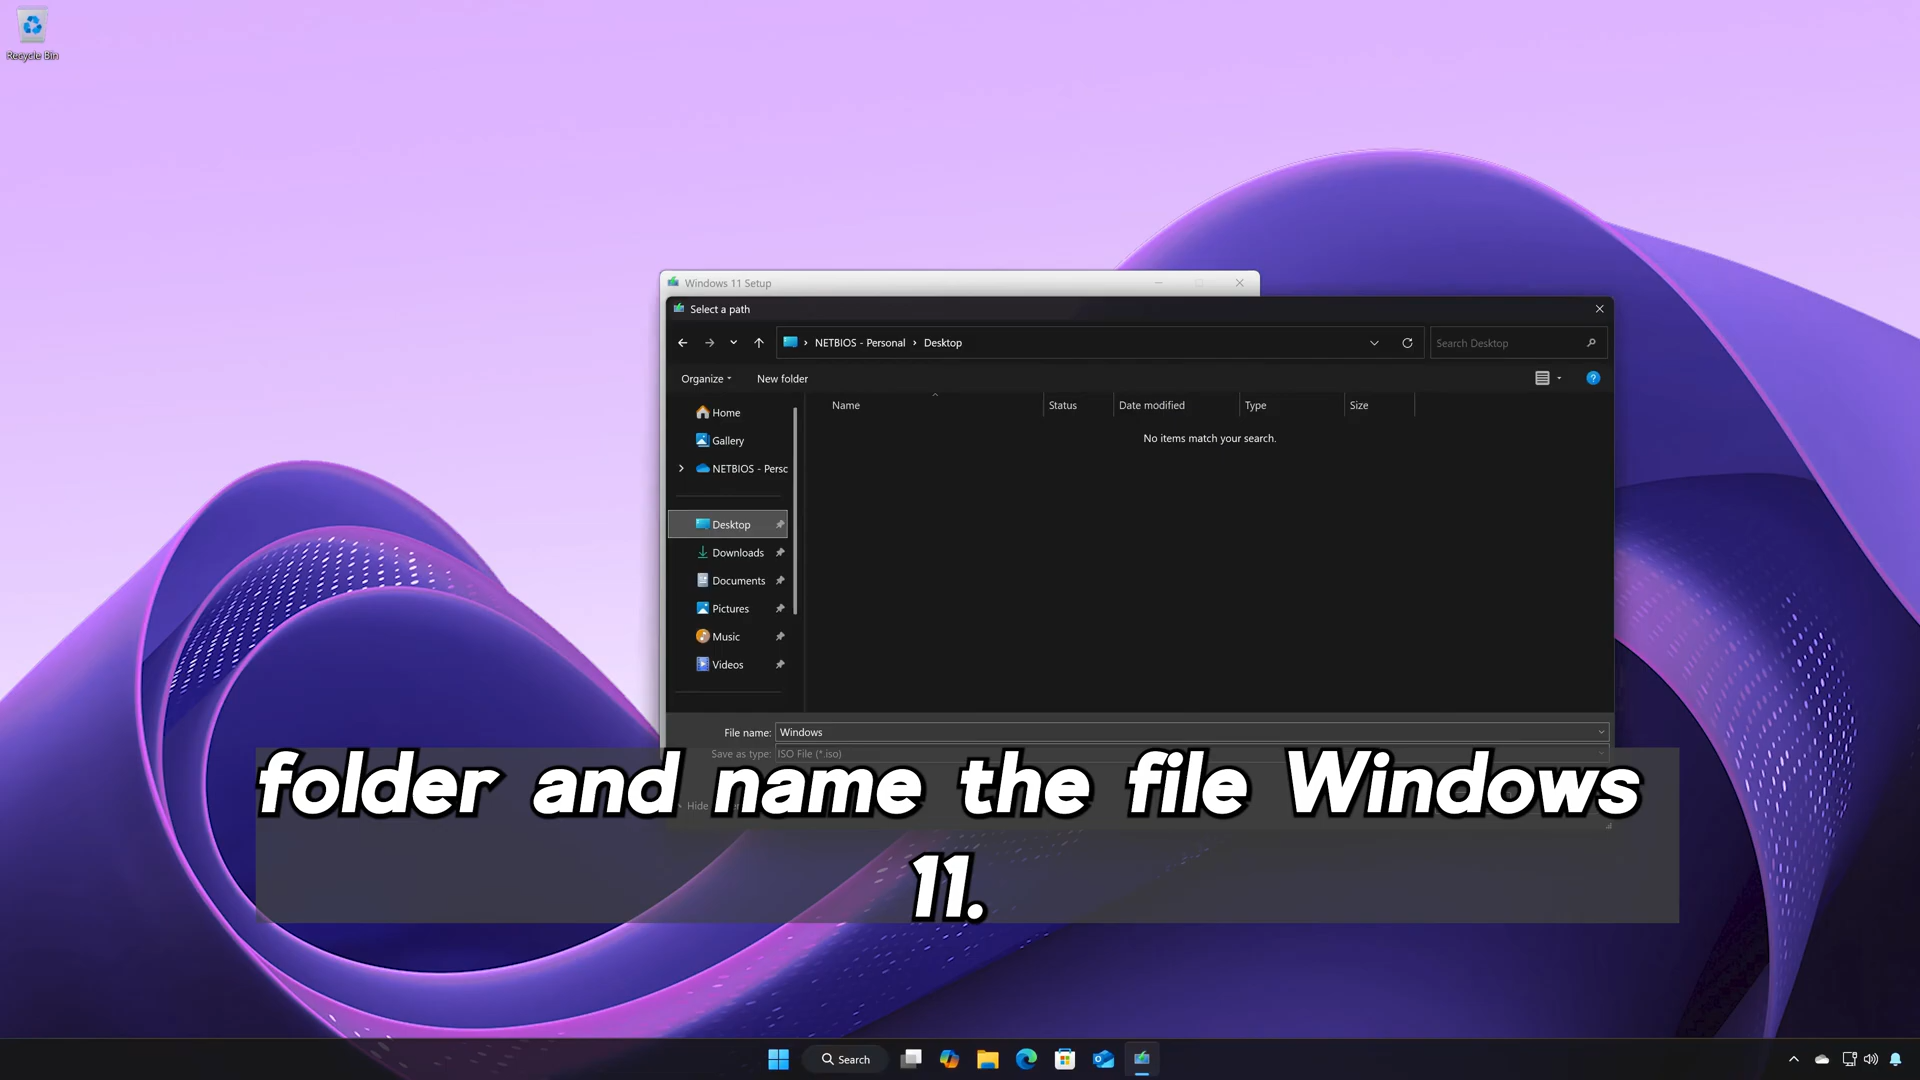 Recycle Bin
Windows 11 Setup
Select a path
NETBIOS - Personal > Desktop
Search Desktop
Organize
New folder
Name
Status
Date modified
Type
Size
No items match your search.
Home
Gallery
NETBIOS - Perso
Desktop
Downloads
Documents
Pictures
Music
Videos
File name: Windows
Save as type: ISO File (*.iso)
Hide
folder and name the file Windows
11.
Search